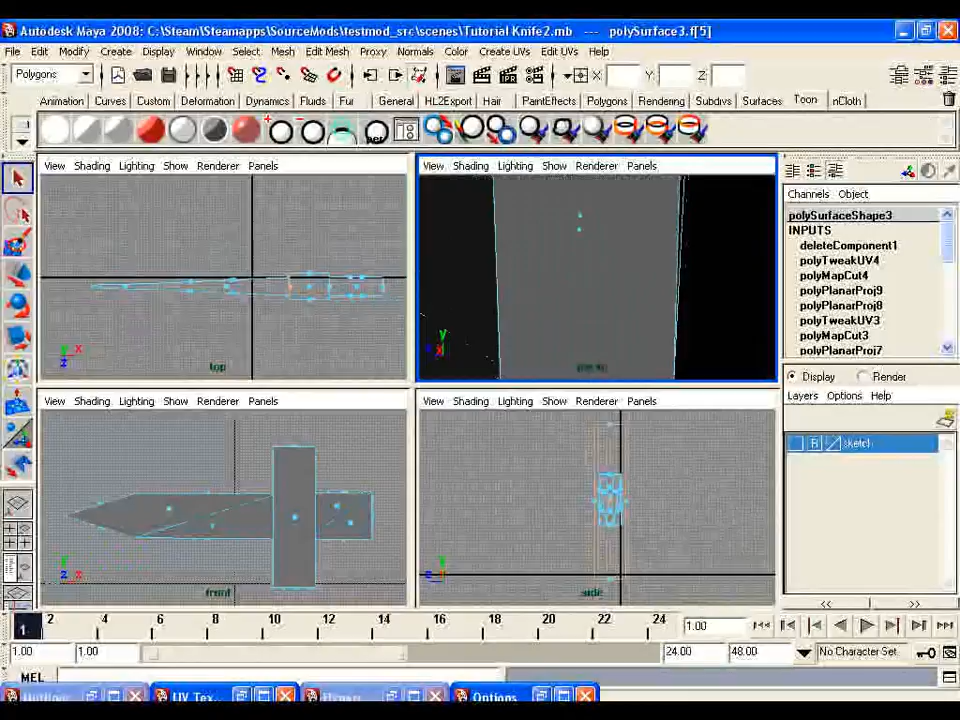 Autodesk Maya 2008: C:\Steam\Steamapps\SourceMods\testmod_src\scenes\Tutorial Knife2.mb --- polySurface3.f[5]
File Edit Modify Create Display Window Select Mesh Edit Mesh Proxy Normals Color Create UVs Edit UVs Help
Polygons X Y: Z:
Animation Curves Custom Deformation Dynamics Fluids Fur General HL2Export Hair PaintEffects Polygons Rendering Subdivs Surfaces Toon nCloth
View Shading Lighting Show Renderer Panels
View Shading Lighting Show Renderer Panels
Channels Object
polySurfaceShape3
INPUTS
deleteComponent1
polyTweakUV4
polyMapCut4
polyPlanarProj9
polyPlanarProj8
polyTweakUV3
polyMapCut3
polyPlanarProj7
y x z top
y x persp
Display Render
Layers Options Help
R sketch
View Shading Lighting Show Renderer Panels
View Shading Lighting Show Renderer Panels
y z x front
y z side
<< >>
1 2 4 6 8 10 12 14 16 18 20 22 24 1.00
1.00 1.00 24.00 48.00 No Character Set
MEL
UV Tex... Options